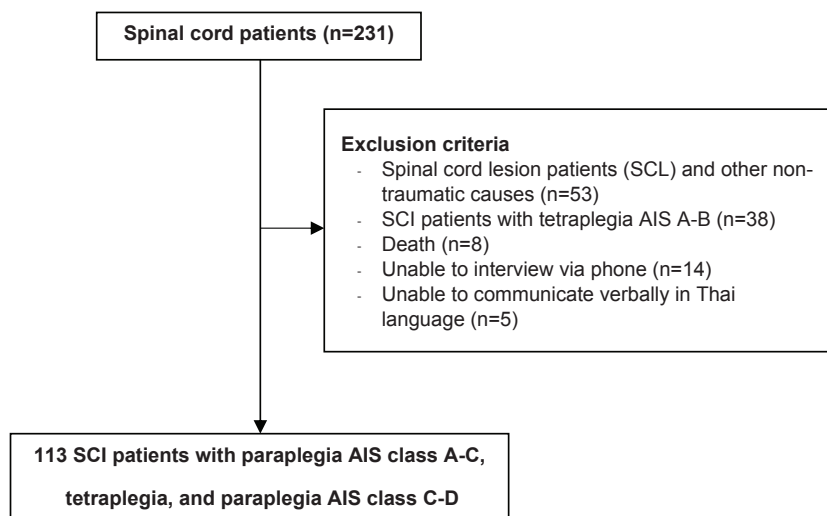 Spinal cord patients (n=231)
Exclusion criteria
- Spinal cord lesion patients (SCL) and other non-
traumatic causes (n=53)
- SCI patients with tetraplegia AIS A-B (n=38)
- Death (n=8)
- Unable to interview via phone (n=14)
- Unable to communicate verbally in Thai
language (n=5)
113 SCI patients with paraplegia AIS class A-C,
tetraplegia, and paraplegia AIS class C-D